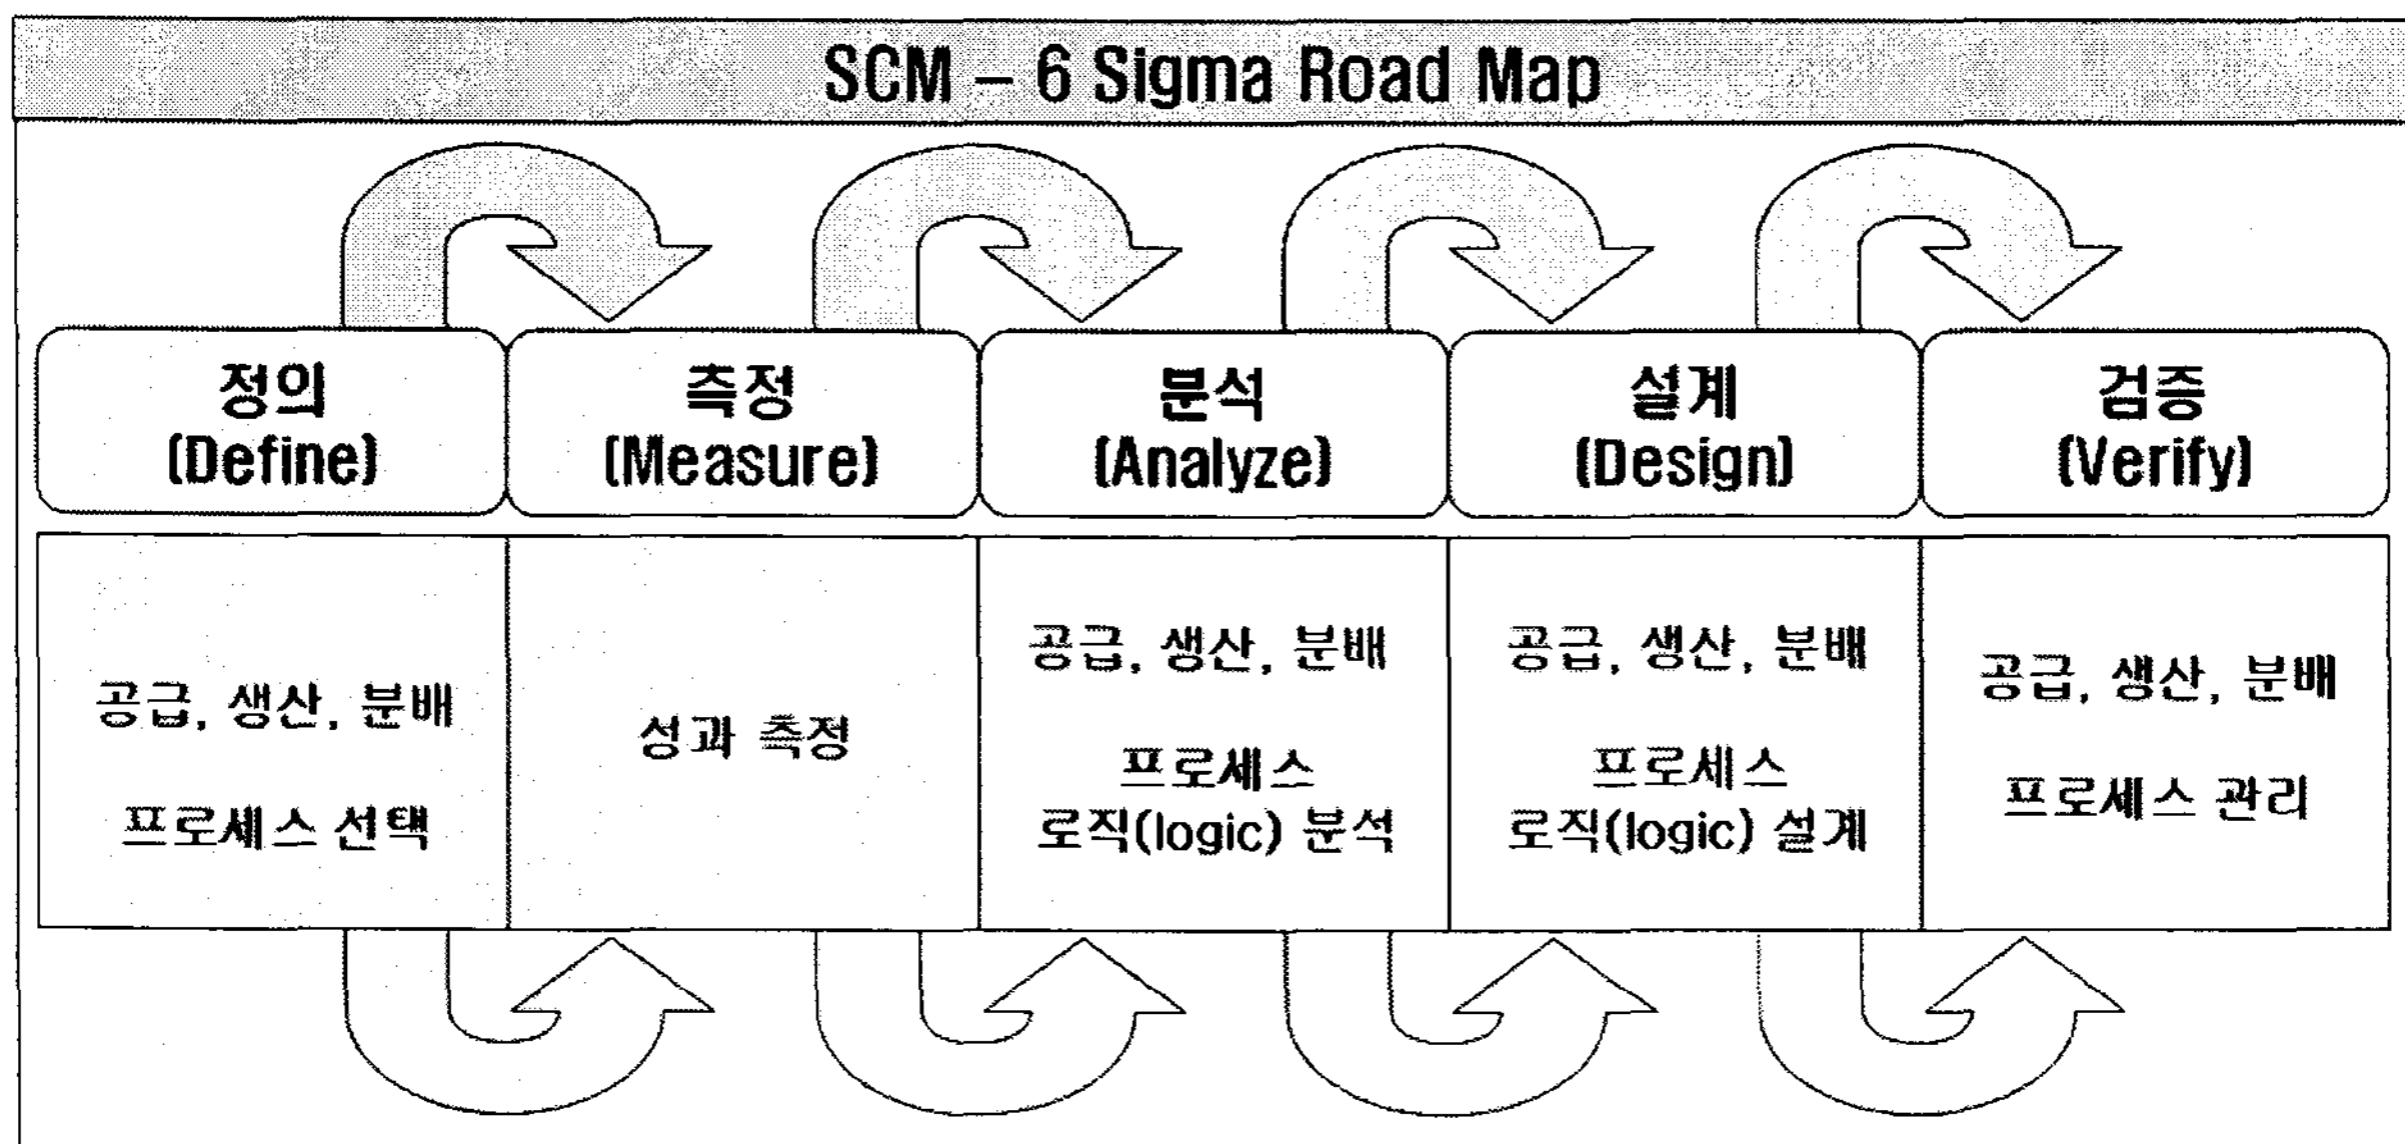 SCM – 6 Sigma Road Map
정의
(Define)
측정
(Measure)
분석
(Analyze)
설계
(Design)
검증
(Verify)
공급, 생산, 분배
프로세스 선택
성과 측정
공급, 생산, 분배
프로세스
로직(logic) 분석
공급, 생산, 분배
프로세스
로직(logic) 설계
공급, 생산, 분배
프로세스 관리